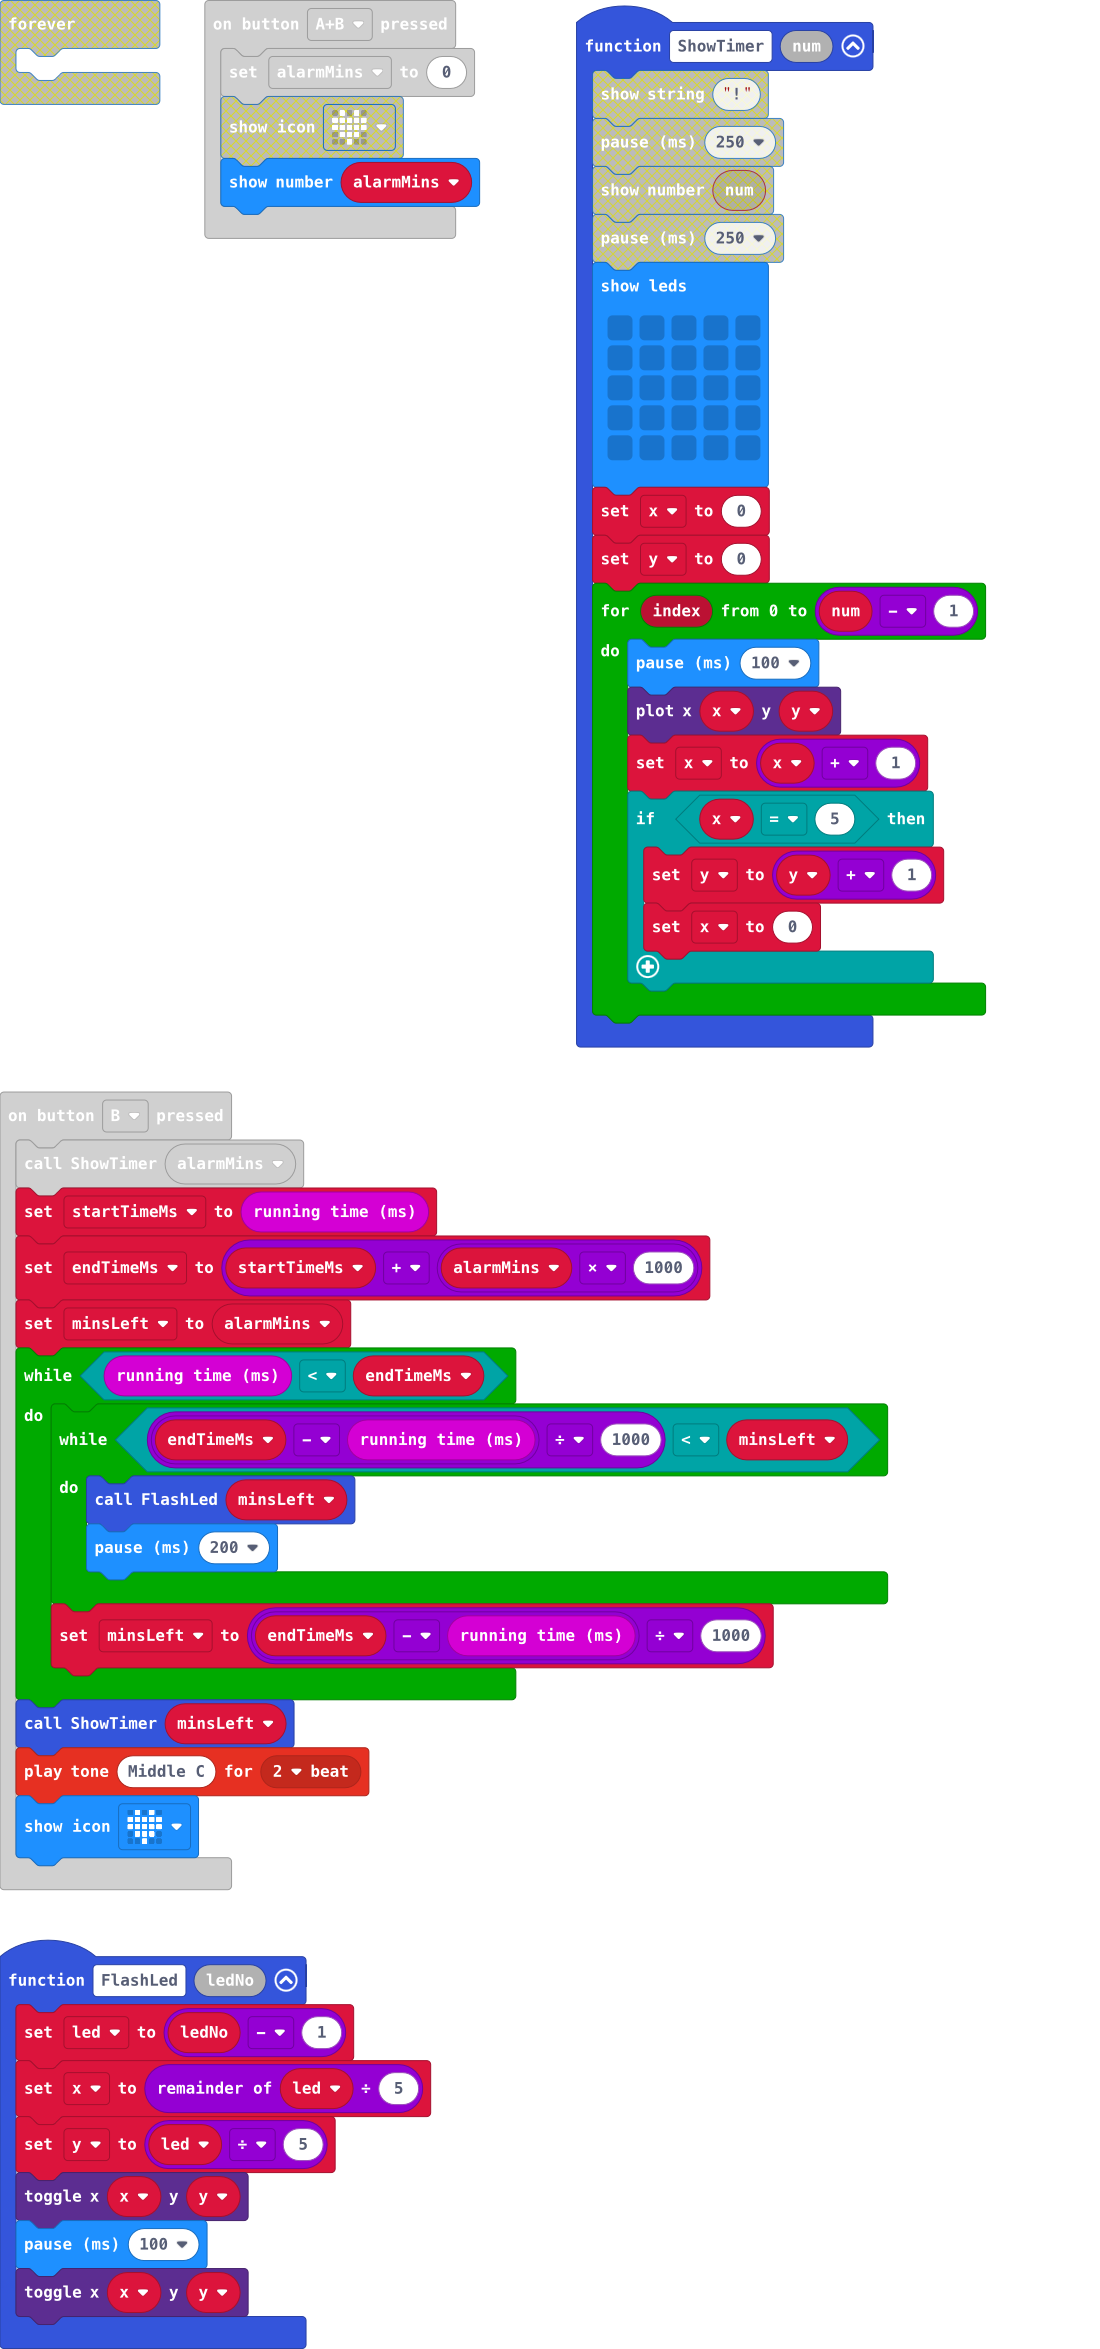 forever
on button A+B pressed
set alarmMins to 0
show icon
show number alarmMins
function ShowTimer num
show string "!"
pause (ms) 250
show number num
pause (ms) 250
show leds
set x to 0
set y to 0
for index from 0 to num - 1
do
pause (ms) 100
plot x x y y
set x to x + 1
if x = 5 then
set y to y + 1
set x to 0
on button B pressed
call ShowTimer alarmMins
set startTimeMs to running time (ms)
set endTimeMs to startTimeMs + alarmMins × 1000
set minsLeft to alarmMins
while running time (ms) < endTimeMs
do
while endTimeMs - running time (ms) ÷ 1000 < minsLeft
do
call FlashLed minsLeft
pause (ms) 200
set minsLeft to endTimeMs - running time (ms) ÷ 1000
call ShowTimer minsLeft
play tone Middle C for 2 beat
show icon
function FlashLed ledNo
set led to ledNo - 1
set x to remainder of led ÷ 5
set y to led ÷ 5
toggle x x y y
pause (ms) 100
toggle x x y y